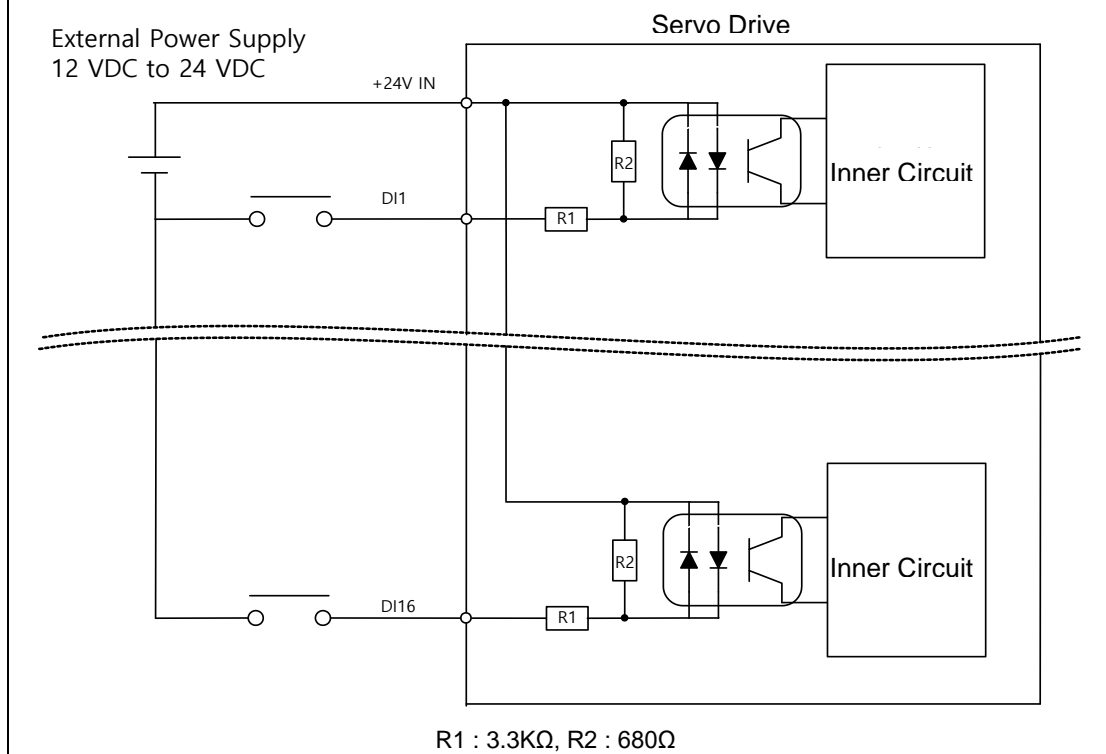 Servo Drive
External Power Supply
12 VDC to 24 VDC
+24V IN
R2
Inner Circuit
DI1
R1
R2
Inner Circuit
DI16
R1
R1 : 3.3KΩ, R2 : 680Ω